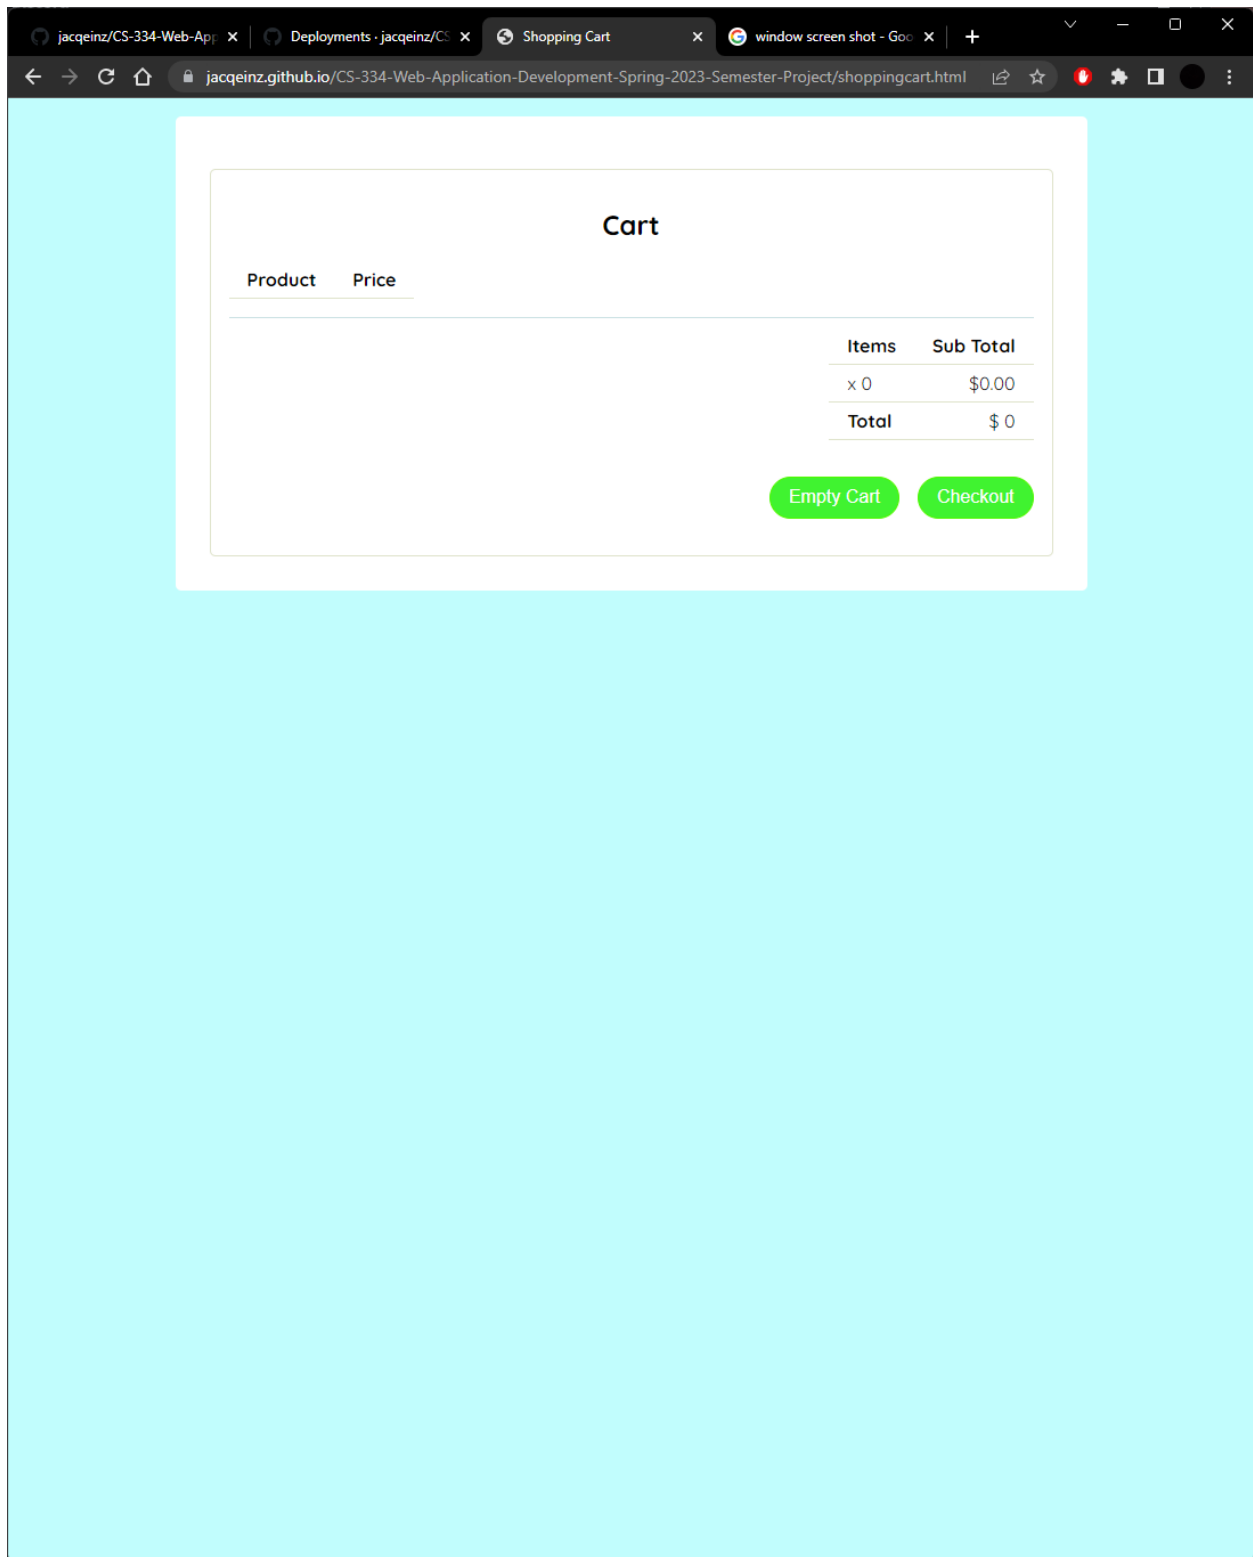 jacqeinz/CS-334-Web-App
Deployments · jacqeinz/CS
Shopping Cart
window screen shot - Goo
jacqeinz.github.io/CS-334-Web-Application-Development-Spring-2023-Semester-Project/shoppingcart.html
Cart
Product Price
Items Sub Total
x 0 $0.00
Total $ 0
Empty Cart Checkout